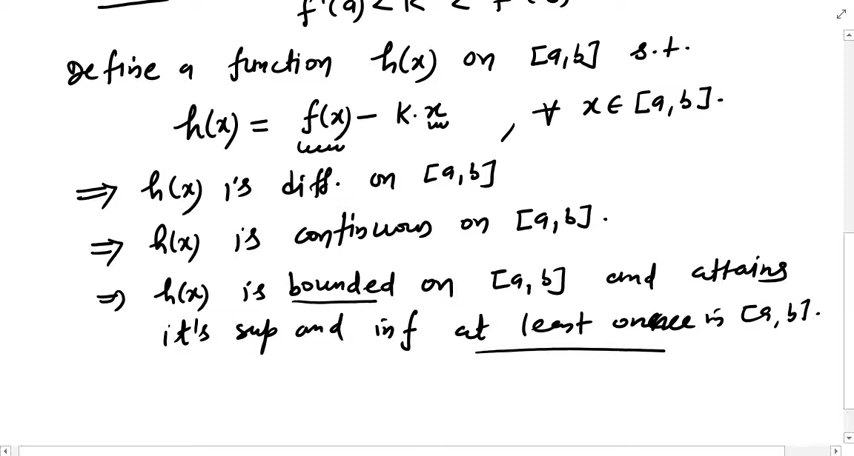 f'(a) < K < f'(b)
Define a function h(x) on [a,b] s.t.
h(x) = f(x) - K.x , ∀ x ∈ [a,b].
⟹ h(x) is diff. on [a,b]
⟹ h(x) is continuous on [a,b].
⇒ h(x) is bounded on [a,b] and attains
it's sup and inf at least once in [a,b].